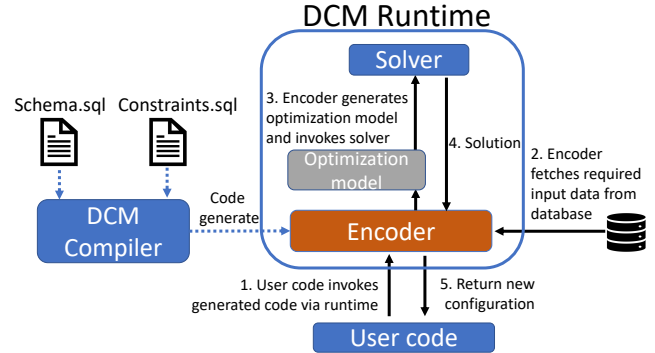 DCM Runtime
Solver
Schema.sql
Constraints.sql
3. Encoder generates
optimization model
and invokes solver
4. Solution
Optimization
model
2. Encoder
fetches required
input data from
database
Code
generate
DCM
Compiler
Encoder
1. User code invokes
generated code via runtime
5. Return new
configuration
User code